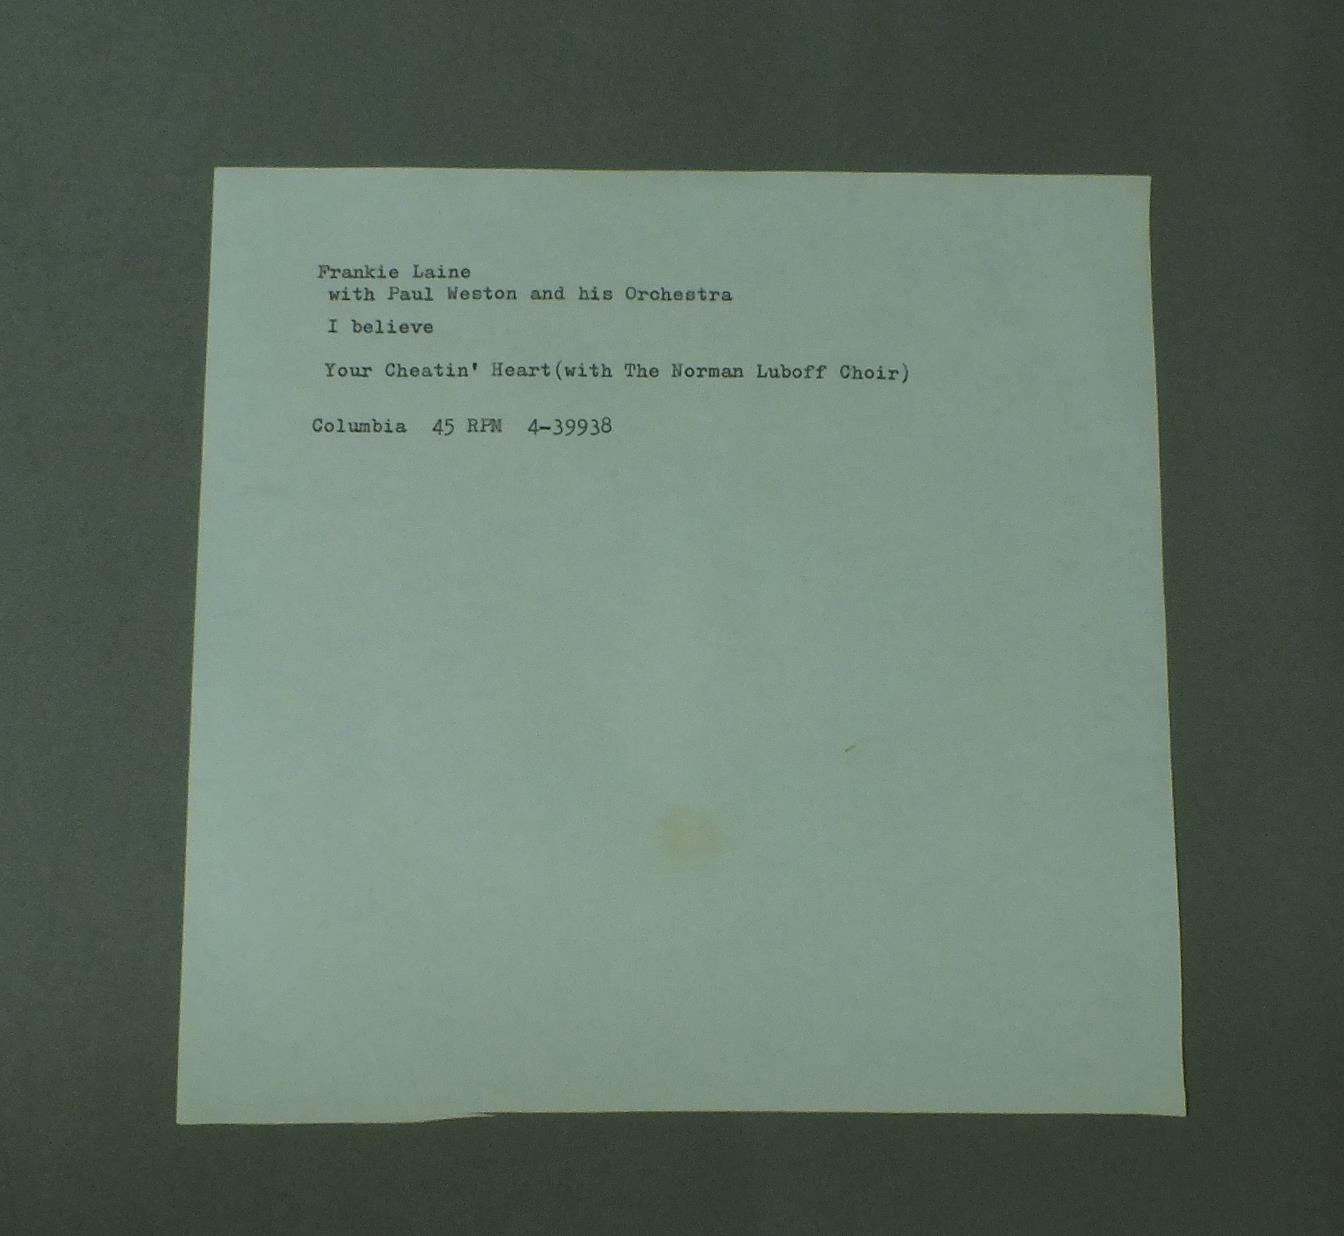 Frankie Laine
with Paul Weston and his Orchestra
I believe
Your Cheatin' Heart(with The Norman Luboff Choir)
Columbia 45 RPM 4-39938